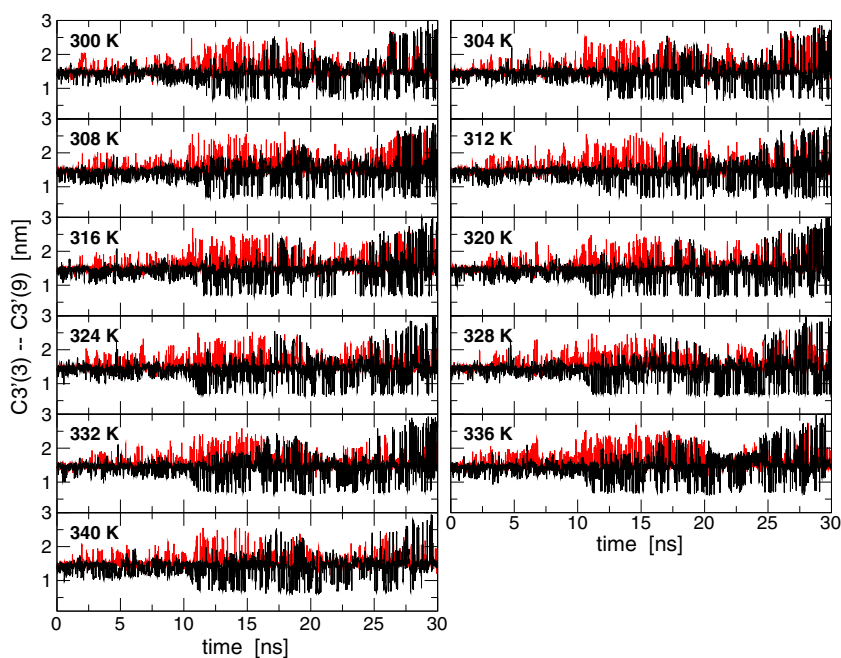 C3'(3) -- C3'(9) [nm]
3
2
1
300 K
304 K
3
2
1
308 K
312 K
3
2
1
316 K
320 K
3
2
1
324 K
328 K
3
2
1
332 K
336 K
3
2
1
340 K
0 5 10 15 20 25 30
time [ns]
0 5 10 15 20 25 30
time [ns]